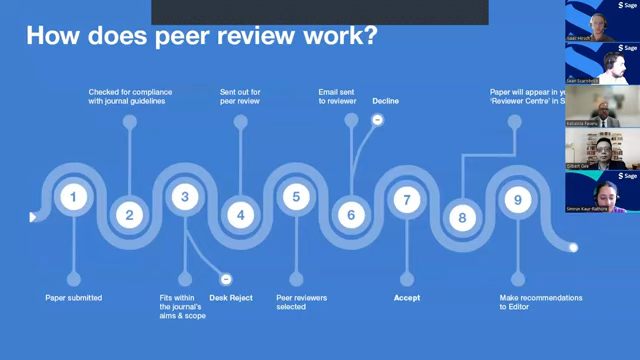 How does peer review work?
Checked for compliance
with journal guidelines
Sent out for
peer review
Email sent
to reviewer
Decline
Paper will appear in
'Reviewer Centre' in
1
2
3
4
5
6
7
8
9
Paper submitted
Fits within
the journal's
aims & scope
Desk Reject
Peer reviewers
selected
Accept
Make recommendations
to Editor
Sage
Sage
Sage